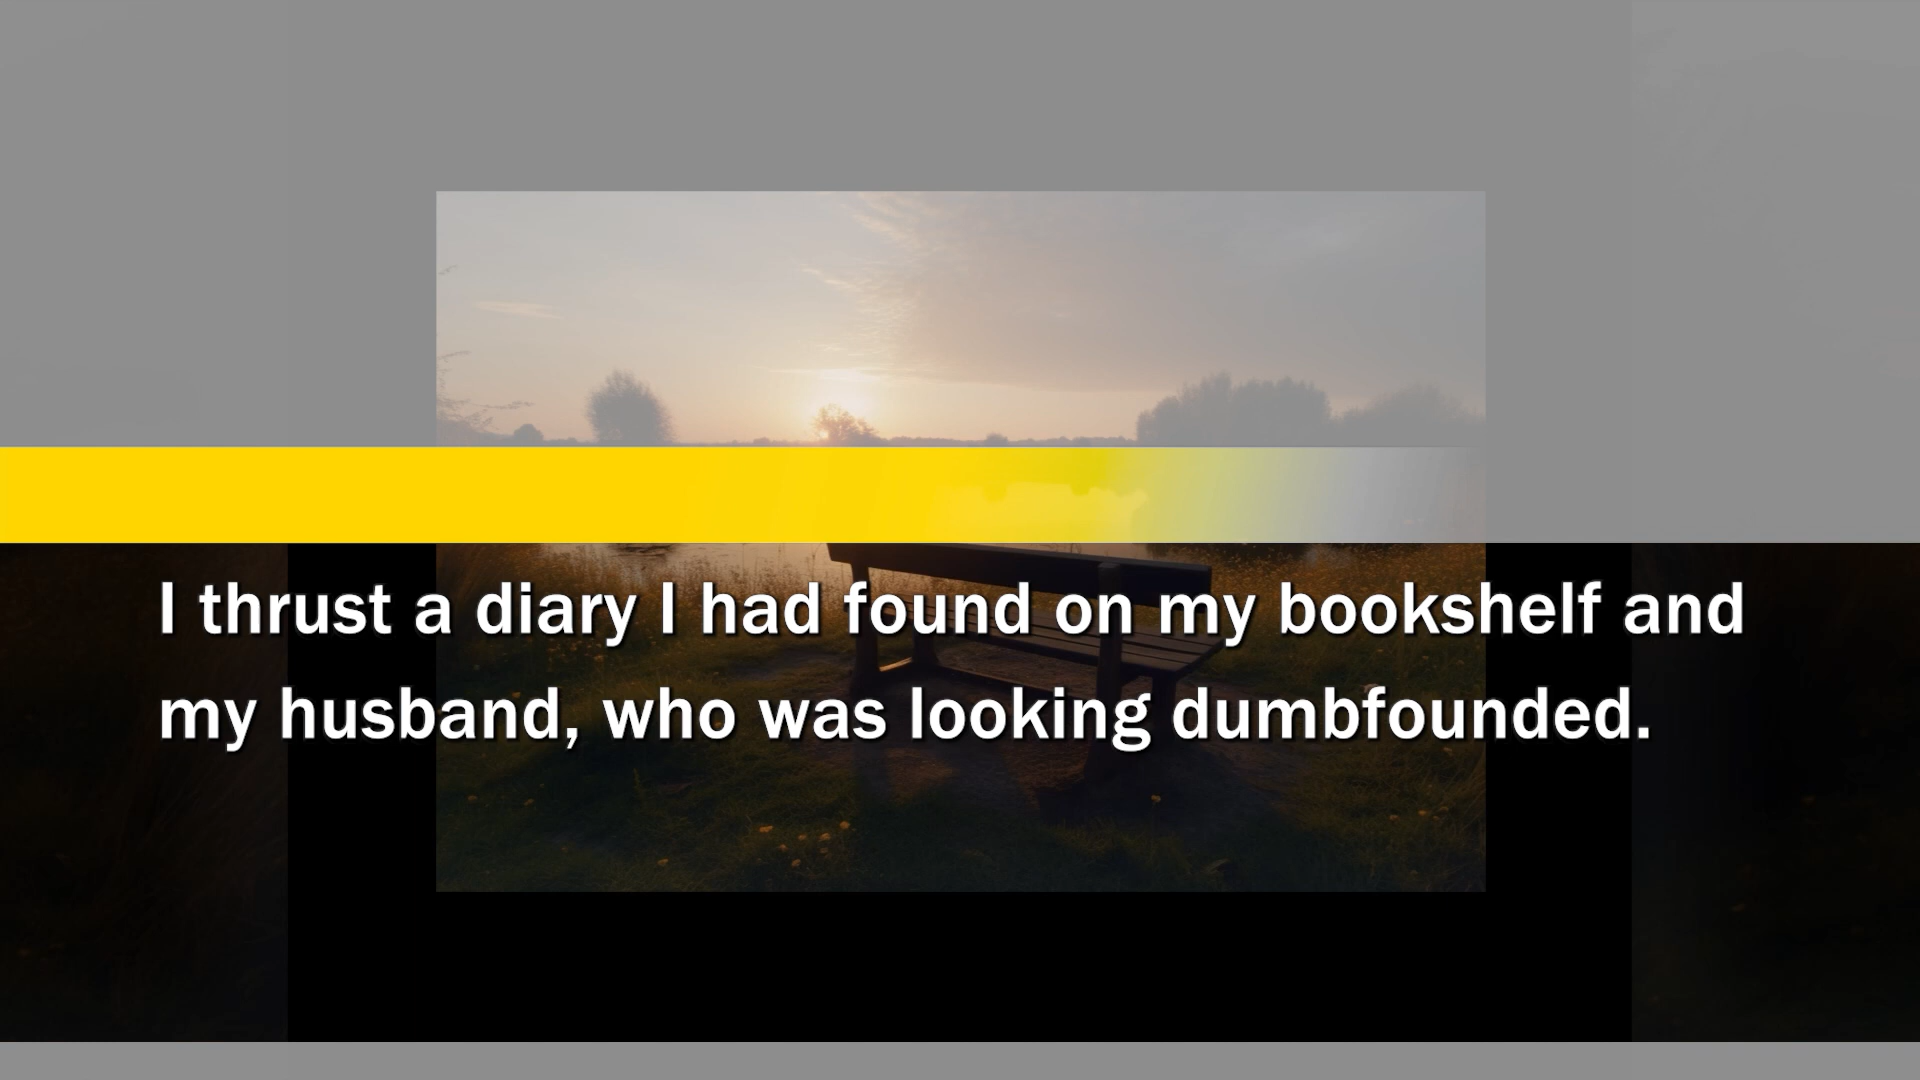 I thrust a diary I had found on my bookshelf and
my husband, who was looking dumbfounded.